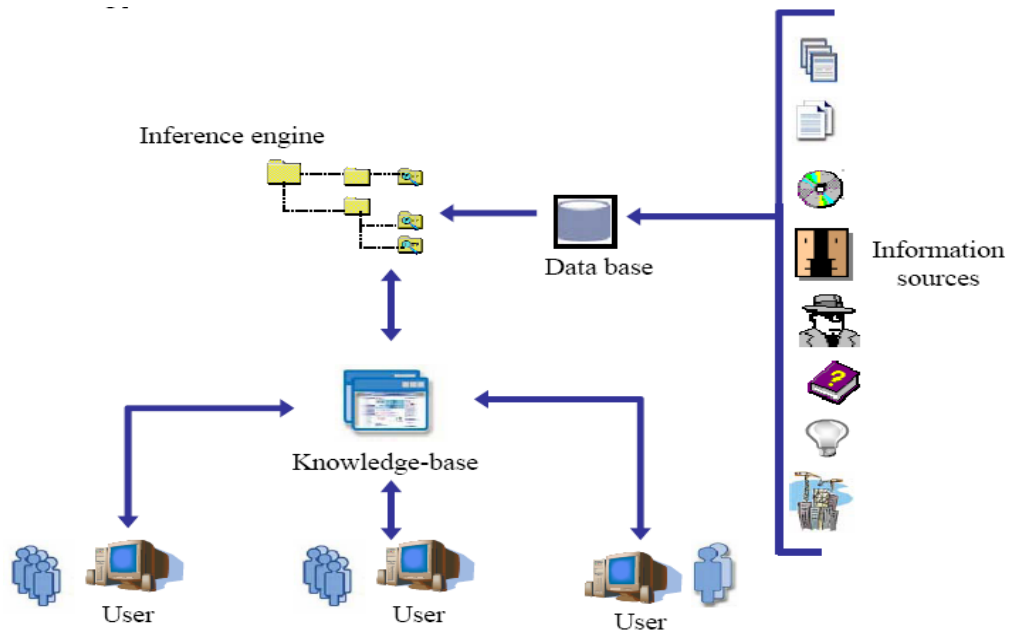 Inference engine
Data base
Information
sources
?
Knowledge-base
User
User
User